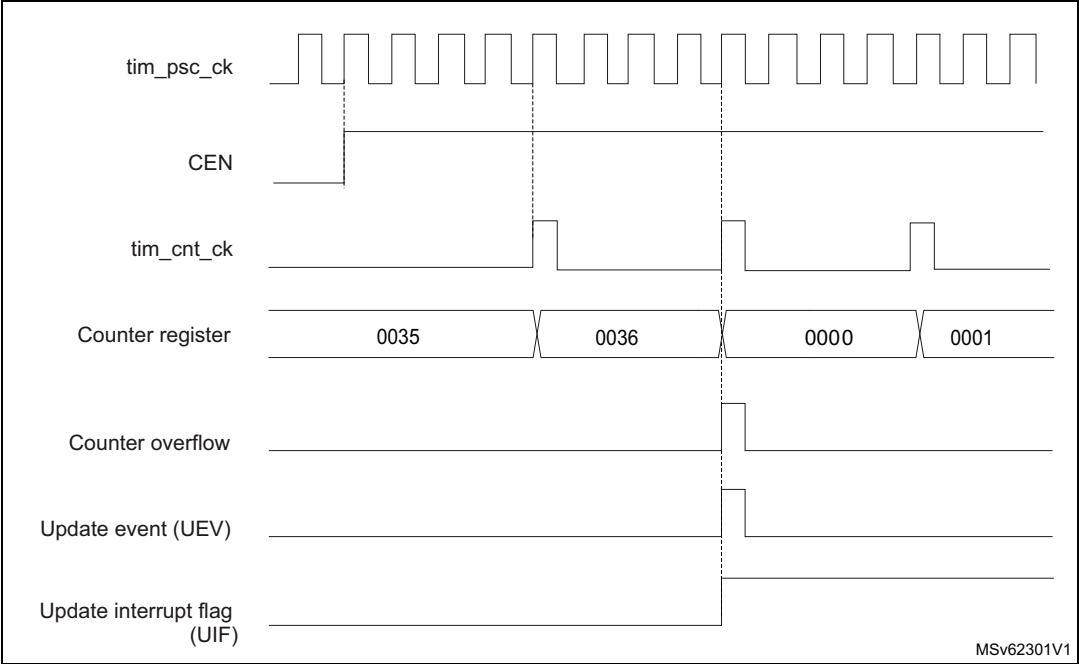 tim_psc_ck
CEN
tim_cnt_ck
Counter register
0035
0036
0000
0001
Counter overflow
Update event (UEV)
Update interrupt flag
(UIF)
MSv62301V1